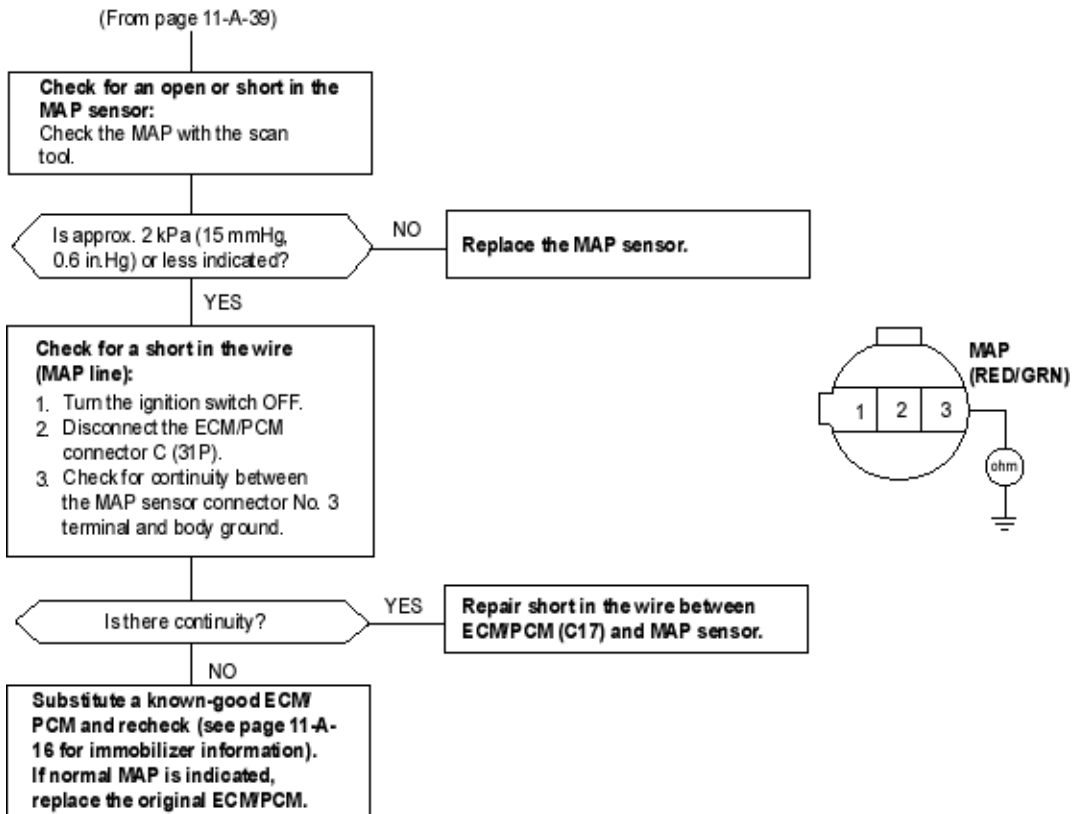 (From page 11-A-39)
Check for an open or short in the
MAP sensor:
Check the MAP with the scan
tool.
Is approx. 2 kPa (15 mmHg,
0.6 in.Hg) or less indicated?
NO
Replace the MAP sensor.
YES
Check for a short in the wire
(MAP line):
1. Turn the ignition switch OFF.
2. Disconnect the ECM/PCM
connector C (31P).
3. Check for continuity between
the MAP sensor connector No. 3
terminal and body ground.
MAP
(RED/GRN)
1 2 3
ohm
Is there continuity?
YES
Repair short in the wire between
ECM/PCM (C17) and MAP sensor.
NO
Substitute a known-good ECM/
PCM and recheck (see page 11-A-
16 for immobilizer information).
If normal MAP is indicated,
replace the original ECM/PCM.